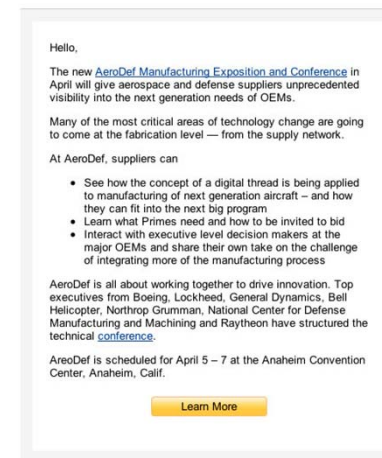 Hello,
The new AeroDef Manufacturing Exposition and Conference in
April will give aerospace and defense suppliers unprecedented
visibility into the next generation needs of OEMs.
Many of the most critical areas of technology change are going
to come at the fabrication level — from the supply network.
At AeroDef, suppliers can
• See how the concept of a digital thread is being applied
to manufacturing of next generation aircraft – and how
they can fit into the next big program
• Learn what Primes need and how to be invited to bid
• Interact with executive level decision makers at the
major OEMs and share their own take on the challenge
of integrating more of the manufacturing process
AeroDef is all about working together to drive innovation. Top
executives from Boeing, Lockheed, General Dynamics, Bell
Helicopter, Northrop Grumman, National Center for Defense
Manufacturing and Machining and Raytheon have structured the
technical conference.
AreoDef is scheduled for April 5 – 7 at the Anaheim Convention
Center, Anaheim, Calif.
Learn More